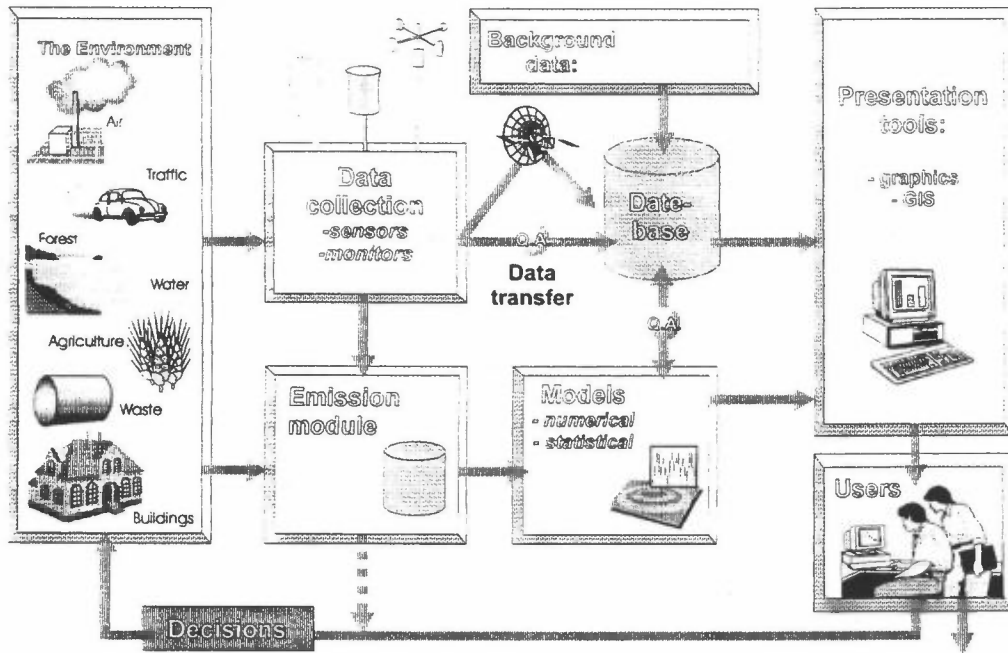 The Environment
Air
Traffic
Forest
Water
Agriculture
Waste
Buildings
Data
collection
-sensors
-monitors
Background
data:
Q.A.
Data
transfer
Date-
base
Q.A.
Emission
module
Models
- numerical
- statistical
Presentation
tools:
- graphics
- GIS
Users
Decisions